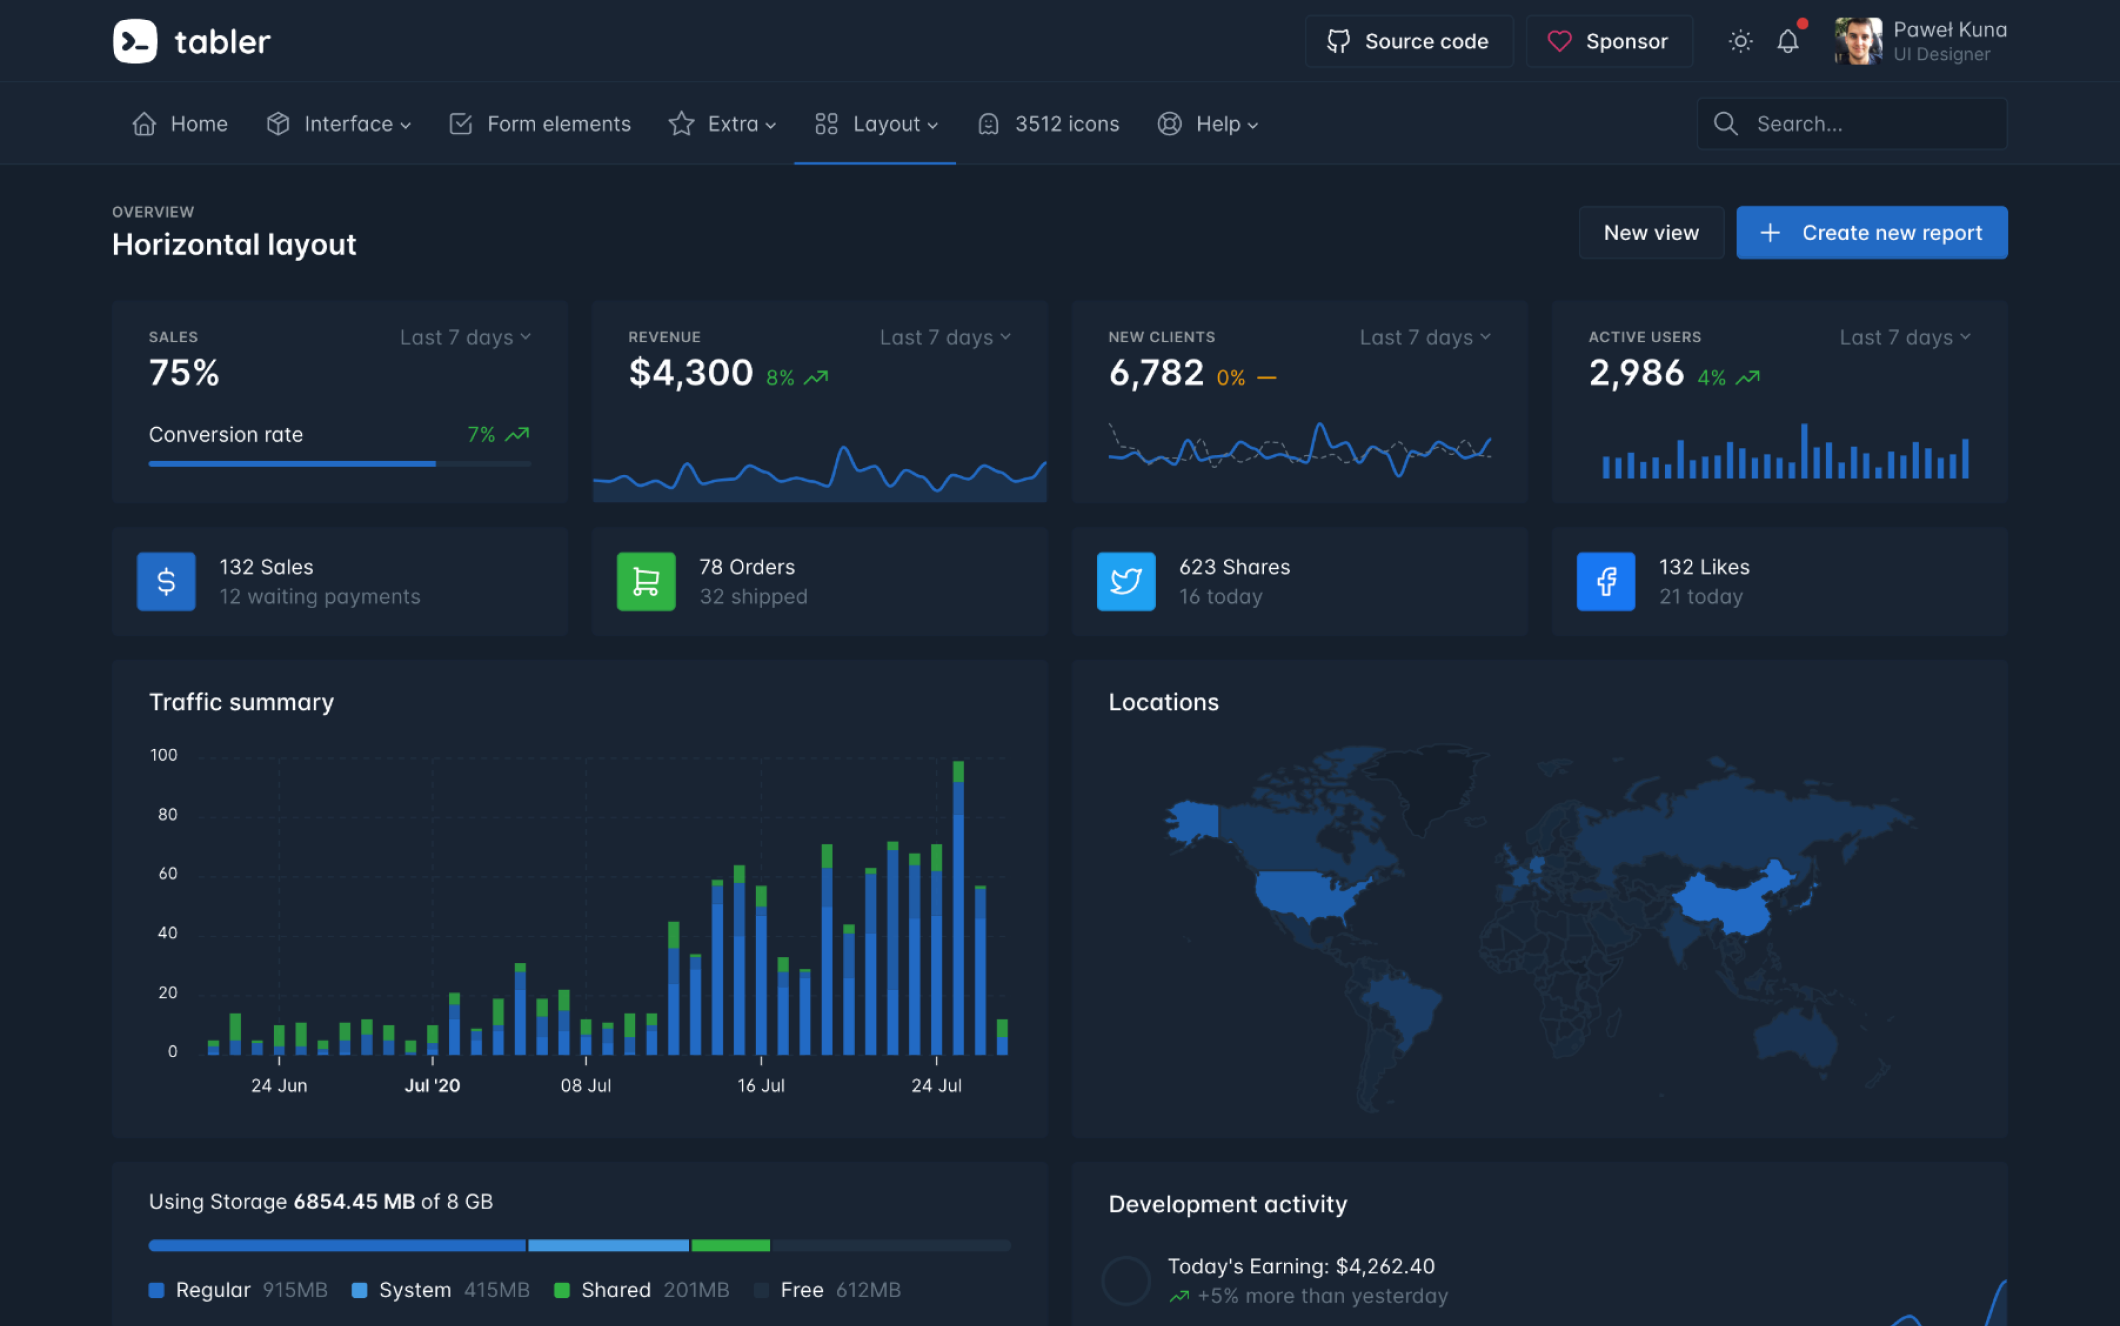 tabler
Source code
Sponsor
Paweł Kuna
UI Designer
Home
Interface
Form elements
Extra
Layout
3512 icons
Help
Search...
OVERVIEW
Horizontal layout
New view
Create new report
SALES
Last 7 days
75%
Conversion rate
7%
REVENUE
Last 7 days
$4,300 8%
NEW CLIENTS
Last 7 days
6,782 0%
ACTIVE USERS
Last 7 days
2,986 4%
132 Sales
12 waiting payments
78 Orders
32 shipped
623 Shares
16 today
132 Likes
21 today
Traffic summary
100
80
60
40
20
0
24 Jun
Jul '20
08 Jul
16 Jul
24 Jul
Locations
Using Storage 6854.45 MB of 8 GB
Regular 915MB
System 415MB
Shared 201MB
Free 612MB
Development activity
Today's Earning: $4,262.40
+5% more than yesterday